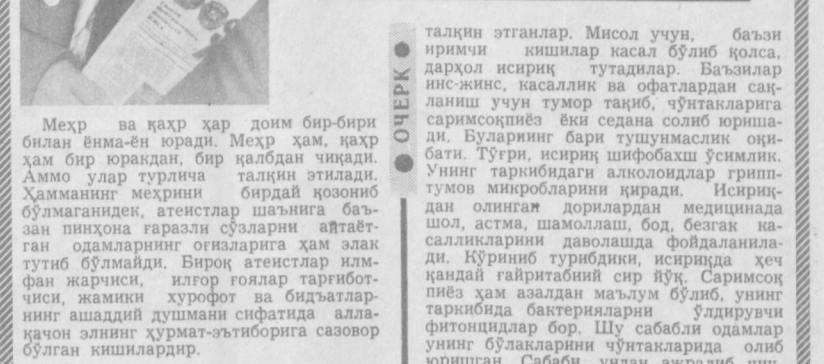 Меҳр ва қаҳр ҳар доим бир-бири
билан ёнма-ён юради. Меҳр ҳам, қаҳр
ҳам бир юракдан, бир қалбдан чиқади.
Аммо улар турлича талқин этилади.
Ҳамманинг меҳрини бирдай қозониб
бўлмаганидек, атеистлар шаънига баъ-
зан пинҳона ғаразли сўзларни айтаёт-
ган одамларнинг оғизларига ҳам элак
тутиб бўлмайди. Бироқ атеистлар илм-
фан жарчиси, илғор ғоялар тарғибот-
чиси, жамики хурофот ва бидъатлар-
нинг ашаддий душмани сифатида алла-
қачон элнинг ҳурмат-эътиборига сазовор
бўлган кишилардир.
ОЧЕРК
талқин этганлар. Мисол учун, баъзи
иримчи кишилар касал бўлиб қолса,
дарҳол исириқ тутадилар. Баъзилар
инс-жинс, касаллик ва офатлардан сақ-
ланиш учун тумор тақиб, чўнтакларига
саримсоқпиёз ёки седана солиб юриша-
ди. Булариинг бари тушунмаслик оқи-
бати. Тўғри, исириқ шифобахш ўсимлик.
Унинг таркибидаги алколоидлар грипп-
тумов микробларини қиради. Исириқ-
дан олинган дорилардан медицинада
шол, астма, шамоллаш, бод, безгак ка-
салликларини даволашда фойдаланила-
ди. Кўриниб турибдики, исириқда ҳеч
қандай ғайритабиий сир йўқ. Саримсоқ
пиёз ҳам азалдан маълум бўлиб, унинг
таркибида бактерияларни ўлдирувчи
фитонцидлар бор. Шу сабабли одамлар
унинг бўлакларини чўнтакларида олиб
юришган. Сабаби, ундан ажралиб чиқ-